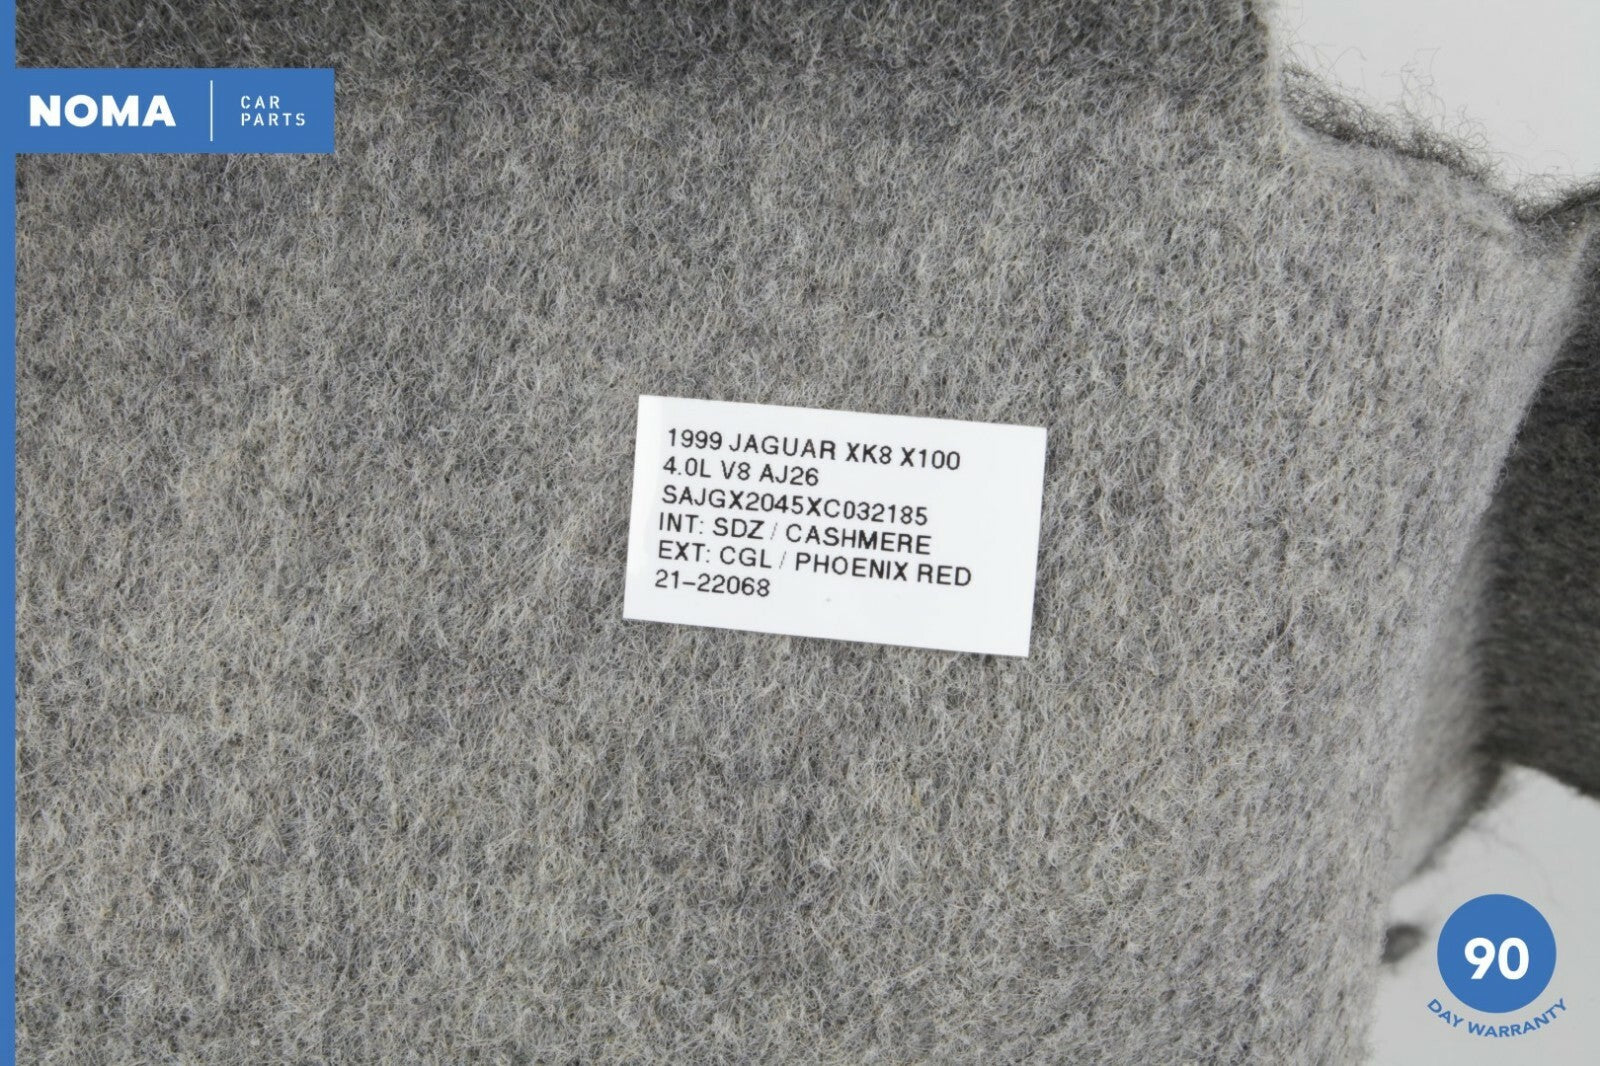 NOMA
CAR
PARTS
1999 JAGUAR XK8 X100
4.0L V8 AJ26
SAJGX2045XC032185
INT: SDZ / CASHMERE
EXT: CGL / PHOENIX RED
21-22068
90
DAY WARRANTY